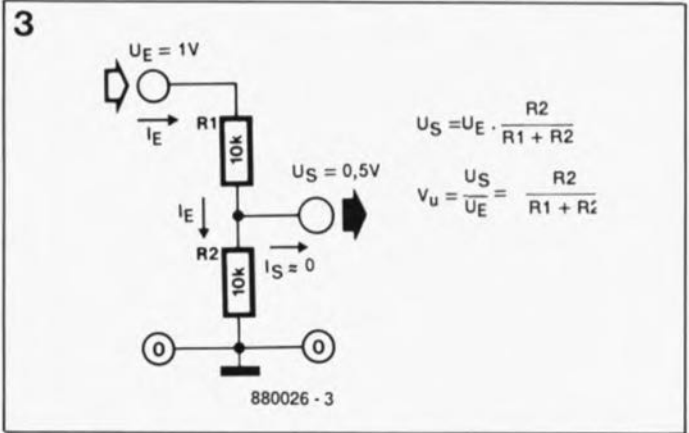 3
U_E = 1V
I_E
R1
10k
U_S = U_E · R2 / (R1 + R2)
U_S = 0,5V
V_u = U_S / U_E = R2 / (R1 + R2
I_E
R2
10k
I_S ≈ 0
0 0
880026 - 3